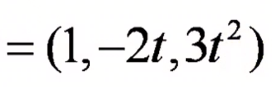 = (1, −2t, 3t²)